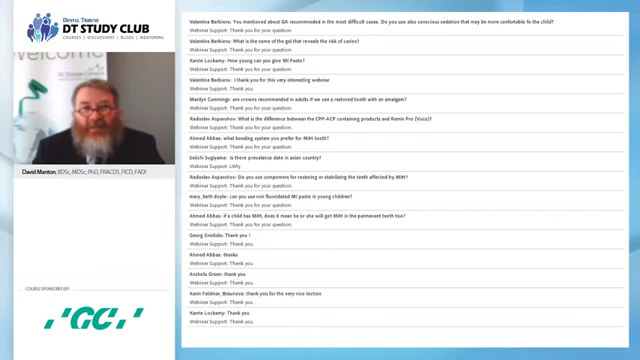 DENTAL TRIBUNE
DT STUDY CLUB
COURSES | DISCUSSIONS | BLOGS | MENTORING
David Manton, BDSc, MDSc, PhD, FRACDS, FICD, FADI
COURSE SPONSORED BY:
GC
Valentina Barbieru: You mentioned about GA recommended in the most difficult cases. Do you use also conscious sedation that may be more comfortable fo the child?
Webinar Support: Thank you for your question.
Valentina Barbieru: What is the name of the gel that reveals the risk of caries?
Webinar Support: Thank you for your question.
Karrie Lockemy: How young can you give MI Paste?
Webinar Support: Thank you for your question.
Valentina Barbieru: I thank you for this very interesting webinar
Webinar Support: Thank you.
Marilyn Cummings: are crowns recommended in adults if we see a restored tooth with an amalgam?
Webinar Support: Thank you for your question.
Radoslav Asparuhov: What is the difference between the CPP-ACP containing products and Remin Pro (Voco)?
Webinar Support: Thank you for your question.
Ahmed Abbas: what bonding system you prefer for MIH tooth?
Webinar Support: Thank you for your question.
Seiichi Sugiyama: is there prevalance date in asian country?
Webinar Support:
Radoslav Asparuhov: Do you use compomers for restoring or stabilizing the teeth affected by MIH?
Webinar Support: Thank you for your question.
mary_beth doyle: can you use non fluoridated MI paste in young children?
Webinar Support: Thank you for your question.
Ahmed Abbas: if a child has MIH, does it mean he or she will get MIH in the permanent teeth too?
Webinar Support: Thank you for your question.
Georg Thank you !
Webinar Support: Thank you.
Ahmed Abbas: thanks
Webinar Support: Thank you.
Anzhela Green: thank you
Webinar Support: Thank you.
Karin thank you for the very nice lection
Webinar Support: Thank you.
Karrie Lockemy: Thank you
Webinar Support: Thank you.